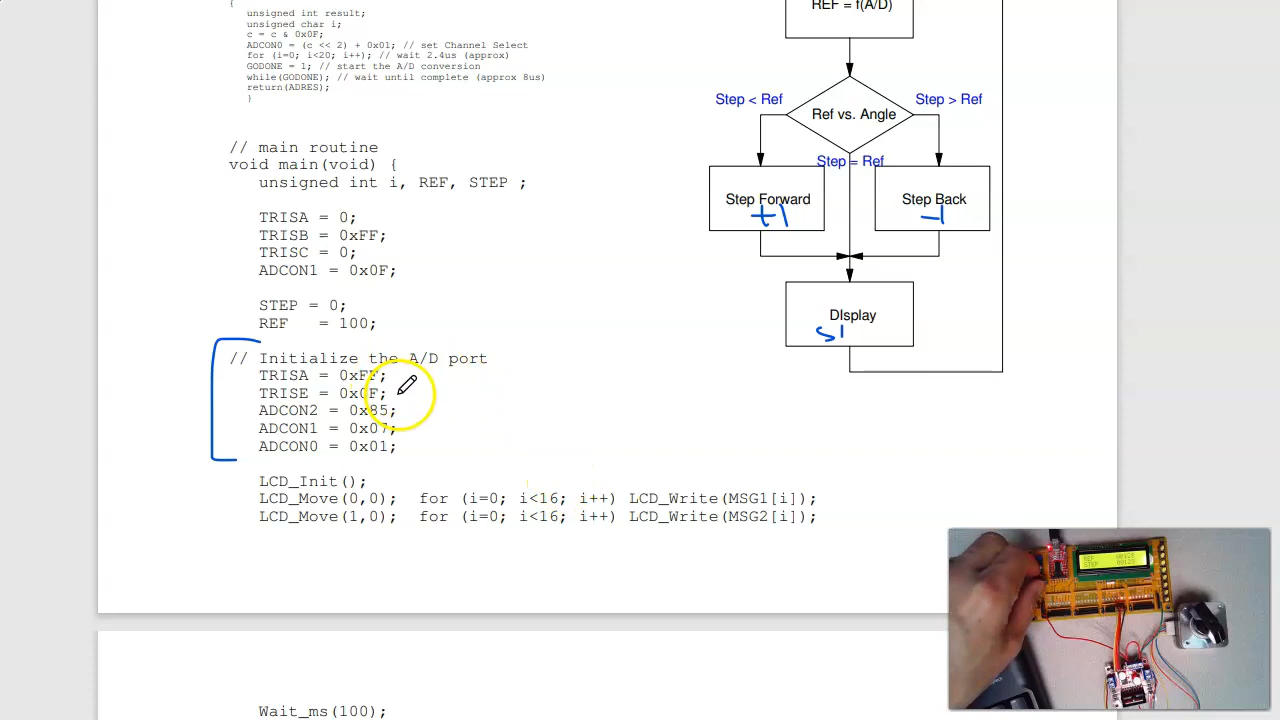 {
unsigned int result;
unsigned char i;
c = c & 0x0F;
ADCON0 = (c << 2) + 0x01; // set Channel Select
for (i=0; i<20; i++); // wait 2.4us (approx)
GODONE = 1; // start the A/D conversion
while(GODONE); // wait until complete (approx 8us)
return(ADRES);
}
// main routine
void main(void) {
unsigned int i, REF, STEP ;
TRISA = 0;
TRISB = 0xFF;
TRISC = 0;
ADCON1 = 0x0F;
STEP = 0;
REF = 100;
// Initialize the A/D port
TRISA = 0xFF;
TRISE = 0x0F;
ADCON2 = 0x85;
ADCON1 = 0x07;
ADCON0 = 0x01;
LCD_Init();
LCD_Move(0,0); for (i=0; i<16; i++) LCD_Write(MSG1[i]);
LCD_Move(1,0); for (i=0; i<16; i++) LCD_Write(MSG2[i]);
Wait_ms(100);
REF = f(A/D)
Step < Ref
Step > Ref
Ref vs. Angle
Step = Ref
Step Forward
+1
Step Back
-1
DIsplay
REF
STEP